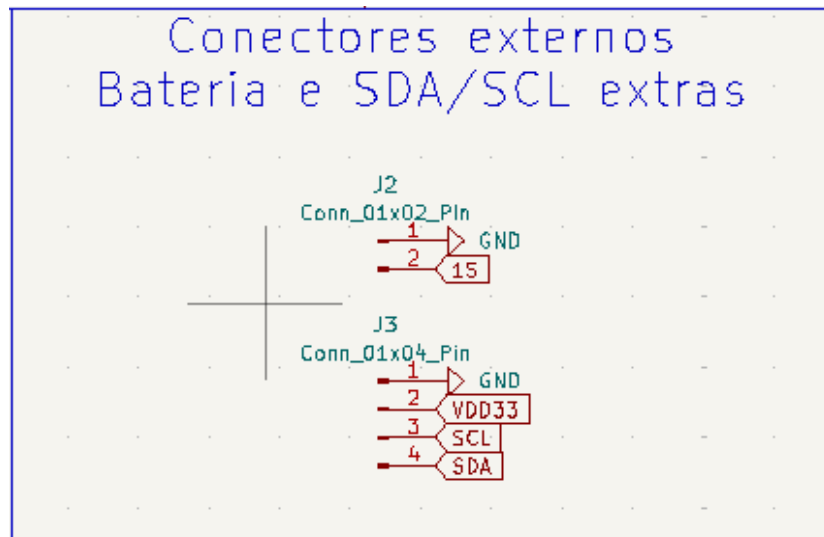 Conectores externos
Bateria e SDA/SCL extras
J2
Conn_01x02_Pin
1 GND
2 15
J3
Conn_01x04_Pin
1 GND
2 VDD33
3 SCL
4 SDA